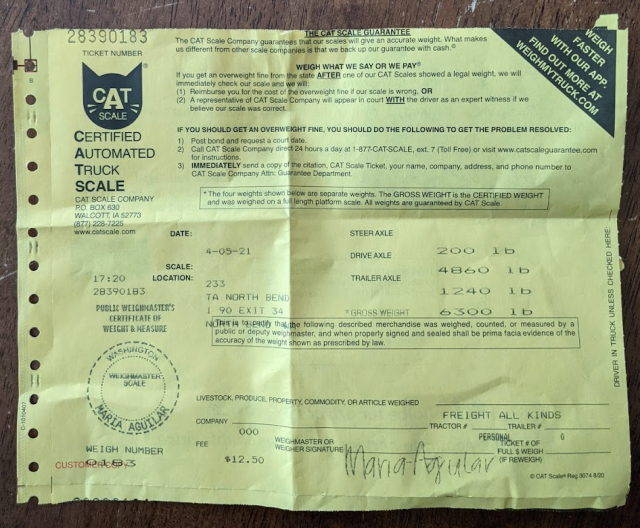 28390183
TICKET NUMBER
THE CAT SCALE GUARANTEE
The CAT Scale Company guarantees that our scales will give an accurate weight. What makes
us different from other scale companies is that we back up our guarantee with cash.©
WEIGH WHAT WE SAY OR WE PAY®
If you get an overweight fine from the state AFTER one of our CAT Scales showed a legal weight, we will
immediately check our scale and we will:
(1) Reimburse you for the cost of the overweight fine if our scale is wrong, OR
(2) A representative of CAT Scale Company will appear in court WITH the driver as an expert witness if we
believe our scale was correct.
WEIGH
FASTER
WITH OUR APP.
FIND OUT MORE AT
WEIGHMYTRUCK.COM
CAT
SCALE
CERTIFIED
AUTOMATED
TRUCK
SCALE
CAT SCALE COMPANY
P.O. BOX 630
WALCOTT, IA 52773
(877) 228-7225
www.catscale.com
IF YOU SHOULD GET AN OVERWEIGHT FINE, YOU SHOULD DO THE FOLLOWING TO GET THE PROBLEM RESOLVED:
1) Post bond and request a court date.
2) Call CAT Scale Company direct 24 hours a day at 1-877-CAT-SCALE, ext. 7 (Toll Free) or visit www.catscaleguarantee.com
for instructions.
3) IMMEDIATELY send a copy of the citation, CAT Scale Ticket, your name, company, address, and phone number to
CAT Scale Company Attn: Guarantee Department.
* The four weights shown below are separate weights. The GROSS WEIGHT is the CERTIFIED WEIGHT
and was weighed on a full length platform scale. All weights are guaranteed by CAT Scale.
DATE:
4-05-21
STEER AXLE
200 lb
DRIVE AXLE
4860 lb
TRAILER AXLE
1240 lb
* GROSS WEIGHT
6300 lb
SCALE:
17:20
LOCATION:
233
28390183
TA NORTH BEND
I 90 EXIT 34
This is to certify that the following described merchandise was weighed, counted, or measured by a
public or deputy weighmaster, and when properly signed and sealed shall be prima facia evidence of the
accuracy of the weight shown as prescribed by law.
PUBLIC WEIGHMASTER'S
CERTIFICATE OF
WEIGHT & MEASURE
WASHINGTON
WEIGHMASTER
SCALE
MARIA AGUILAR
DRIVER IN TRUCK UNLESS CHECKED HERE
LIVESTOCK, PRODUCE, PROPERTY, COMMODITY, OR ARTICLE WEIGHED
FREIGHT ALL KINDS
COMPANY
000
TRACTOR #
PERSONAL
TRAILER #
0
FEE
$12.50
WEIGHMASTER OR
WEIGHER SIGNATURE
Maria Aguilar
TICKET # OF
FULL $ WEIGH
(IF REWEIGH)
WEIGH NUMBER
0183
CUSTOMER COPY
© CAT Scale® Reg 3074 8/20